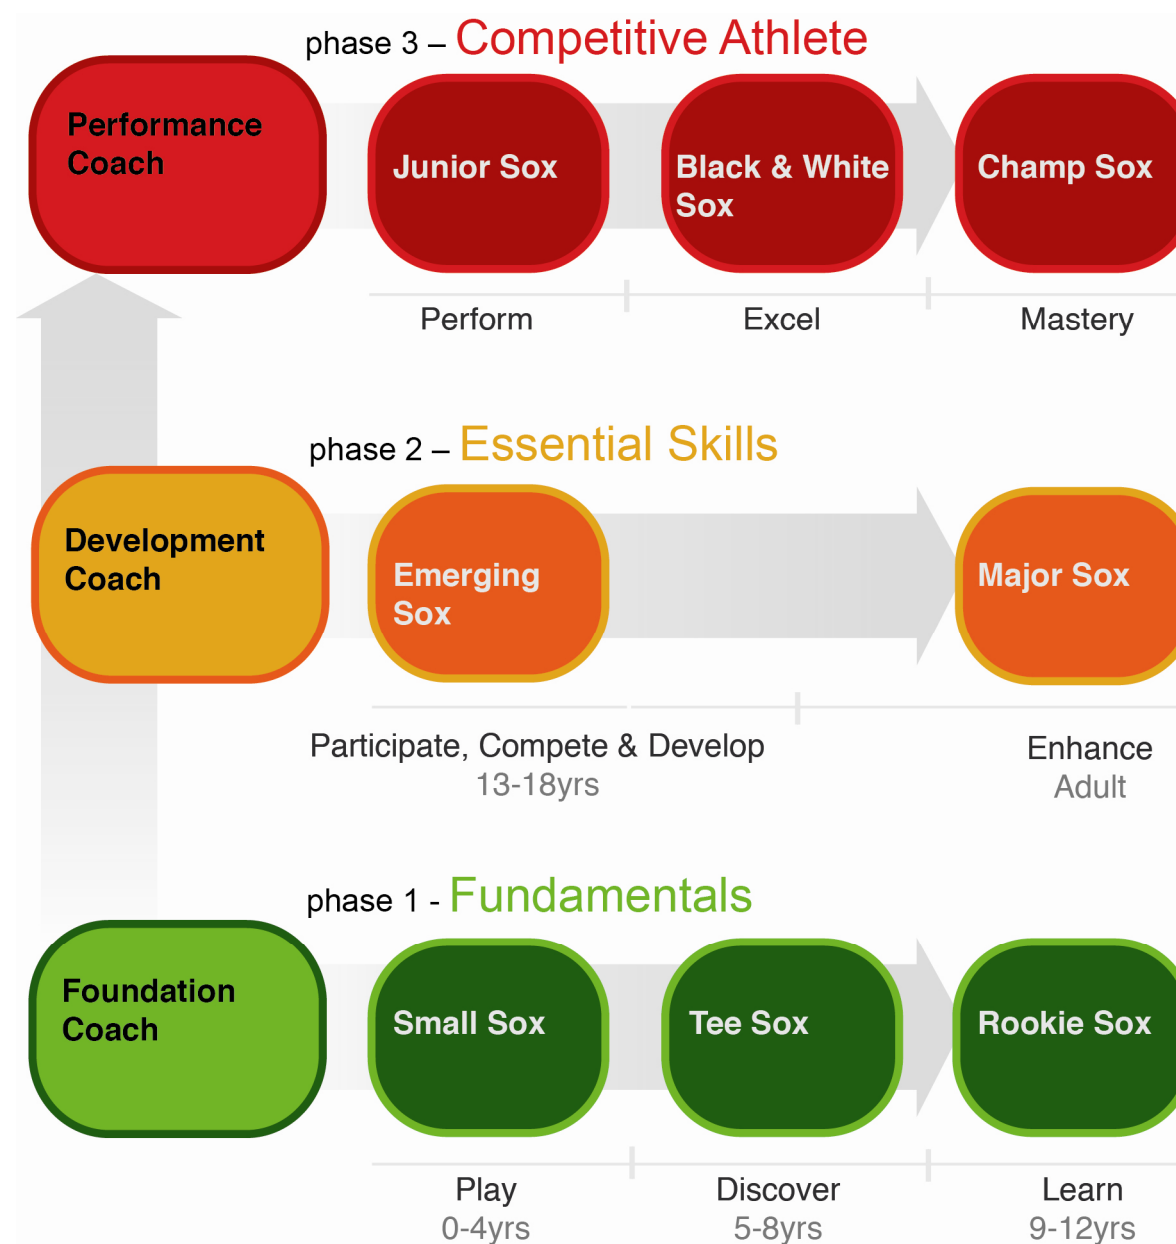 phase 3 – Competitive Athlete
Performance
Coach
Junior Sox
Black & White
Sox
Champ Sox
Perform
Excel
Mastery
phase 2 – Essential Skills
Development
Coach
Emerging
Sox
Major Sox
Participate, Compete & Develop
13-18yrs
Enhance
Adult
phase 1 - Fundamentals
Foundation
Coach
Small Sox
Tee Sox
Rookie Sox
Play
0-4yrs
Discover
5-8yrs
Learn
9-12yrs